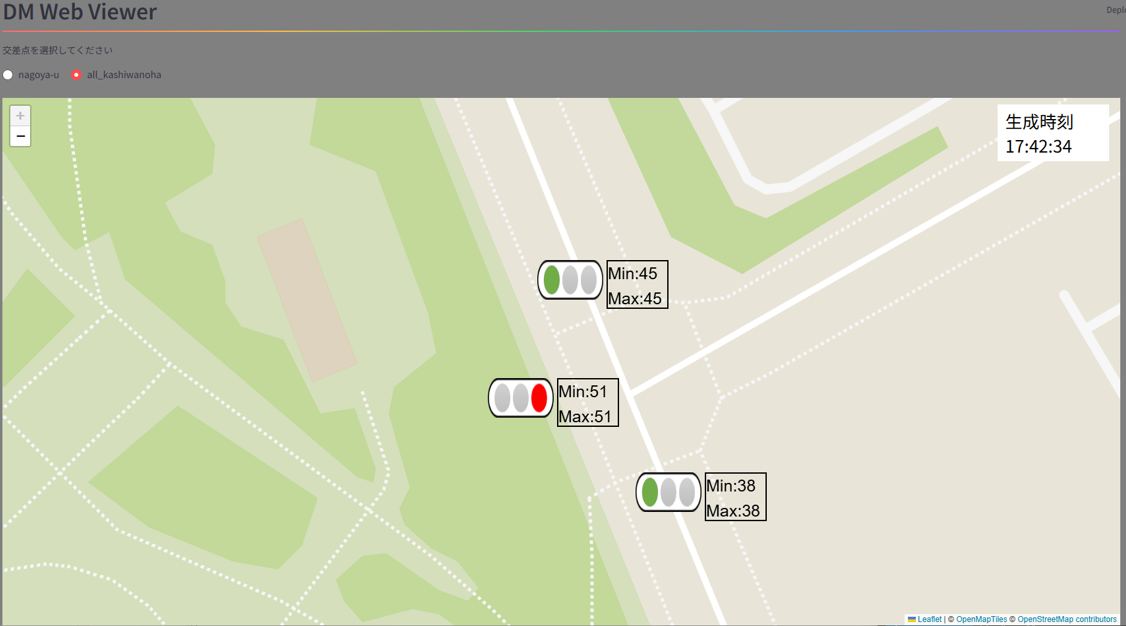 DM Web Viewer
交差点を選択してください
nagoya-u
all_kashiwanoha
+
−
生成時刻
17:42:34
Min:45
Max:45
Min:51
Max:51
Min:38
Max:38
Leaflet | © OpenMapTiles © OpenStreetMap contributors